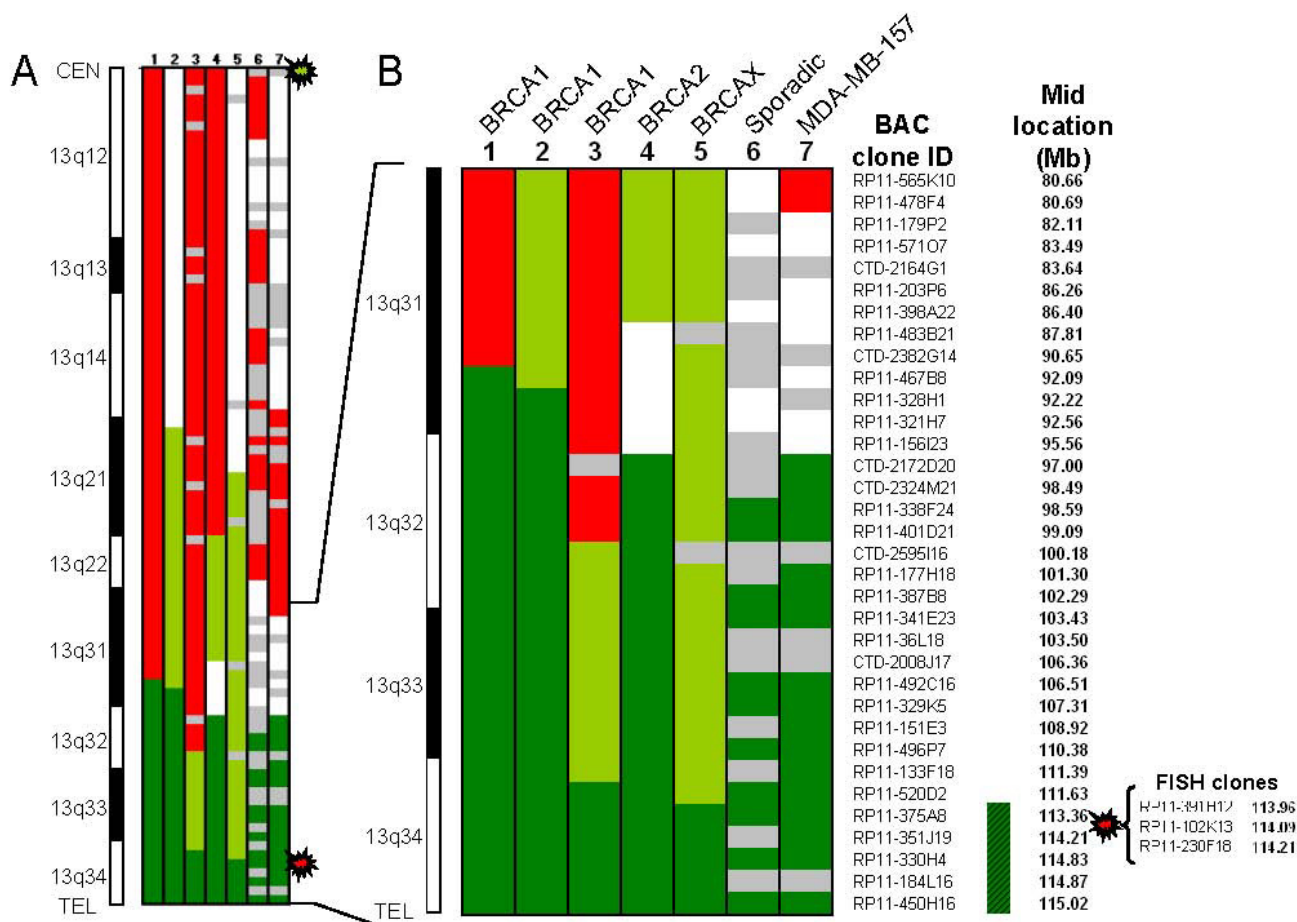 A
1 2 3 4 5 6 7
CEN
13q12
13q13
13q14
13q21
13q22
13q31
13q32
13q33
13q34
TEL
B
BRCA1
BRCA1
BRCA1
BRCA2
BRCAX
Sporadic
MDA-MB-157
1 2 3 4 5 6 7
13q31
13q32
13q33
13q34
TEL
BAC
clone ID
Mid
location
(Mb)
RP11-565K10 80.66
RP11-478F4 80.69
RP11-179P2 82.11
RP11-571O7 83.49
CTD-2164G1 83.64
RP11-203P6 86.26
RP11-398A22 86.40
RP11-483B21 87.81
CTD-2382G14 90.65
RP11-467B8 92.09
RP11-328H1 92.22
RP11-321H7 92.56
RP11-156I23 95.56
CTD-2172D20 97.00
CTD-2324M21 98.49
RP11-338F24 98.59
RP11-401D21 99.09
CTD-2595I16 100.18
RP11-177H18 101.30
RP11-387B8 102.29
RP11-341E23 103.43
RP11-36L18 103.50
CTD-2008J17 106.36
RP11-492C16 106.51
RP11-329K5 107.31
RP11-151E3 108.92
RP11-496P7 110.38
RP11-133F18 111.39
RP11-520D2 111.63
RP11-375A8 113.36
RP11-351J19 114.21
RP11-330H4 114.83
RP11-184L16 114.87
RP11-450H16 115.02
FISH clones
RP11-391H12 113.96
RP11-102K13 114.09
RP11-230F18 114.21